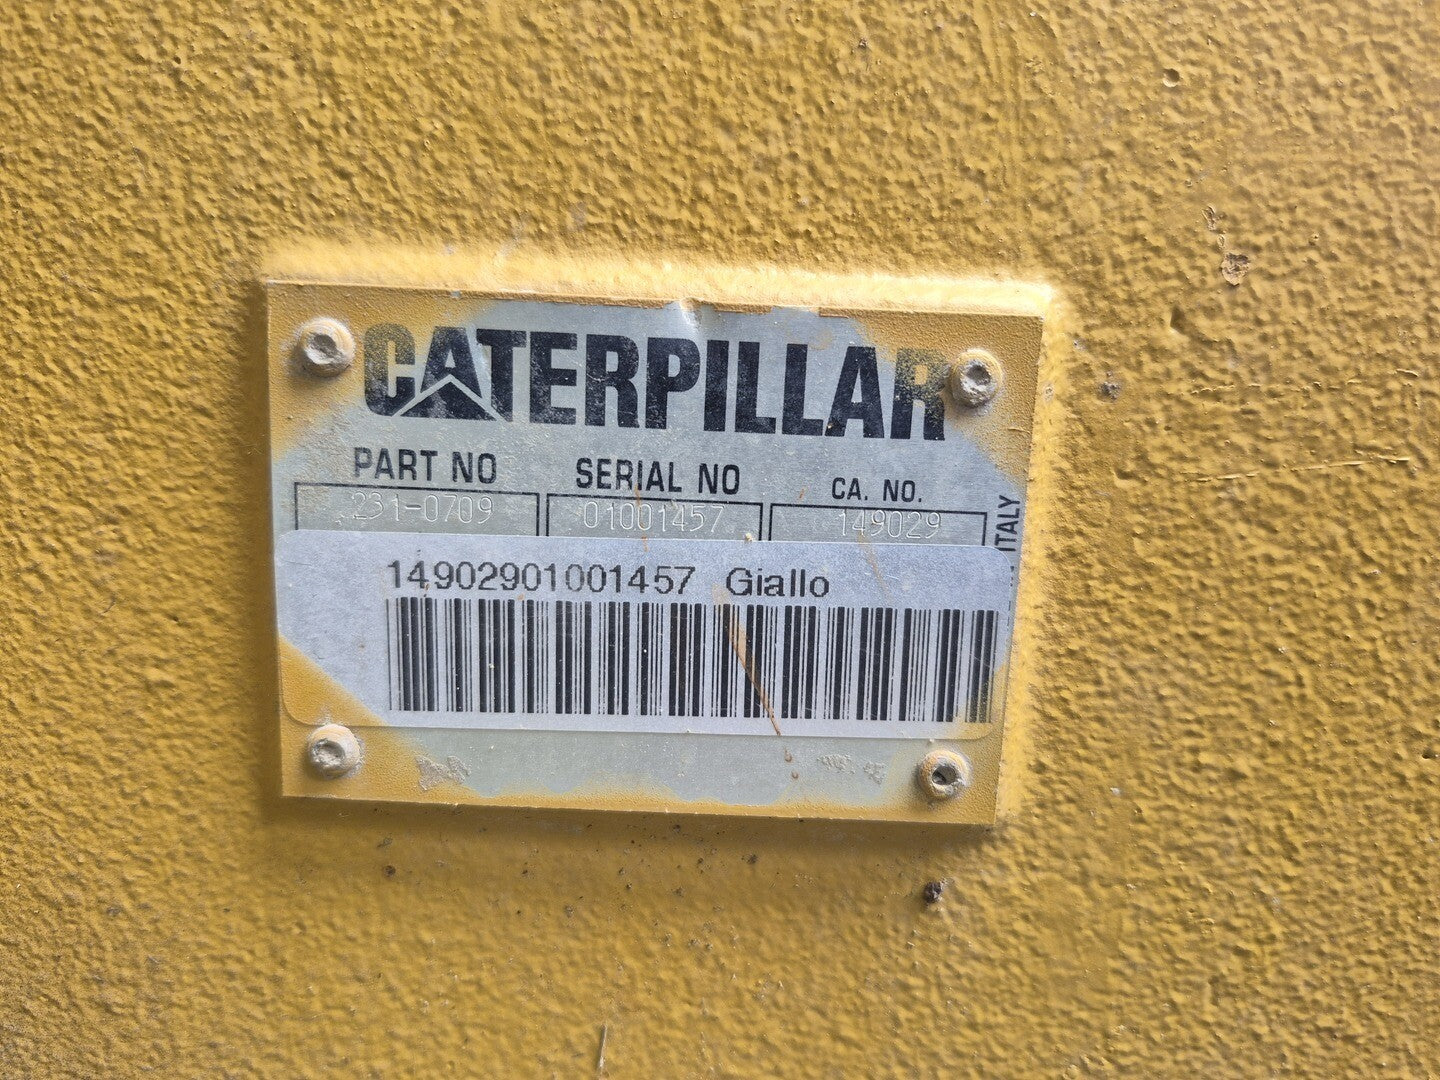 CATERPILLAR
PART NO SERIAL NO CA. NO.
231-0709 01001457 149029
ITALY
14902901001457 Giallo